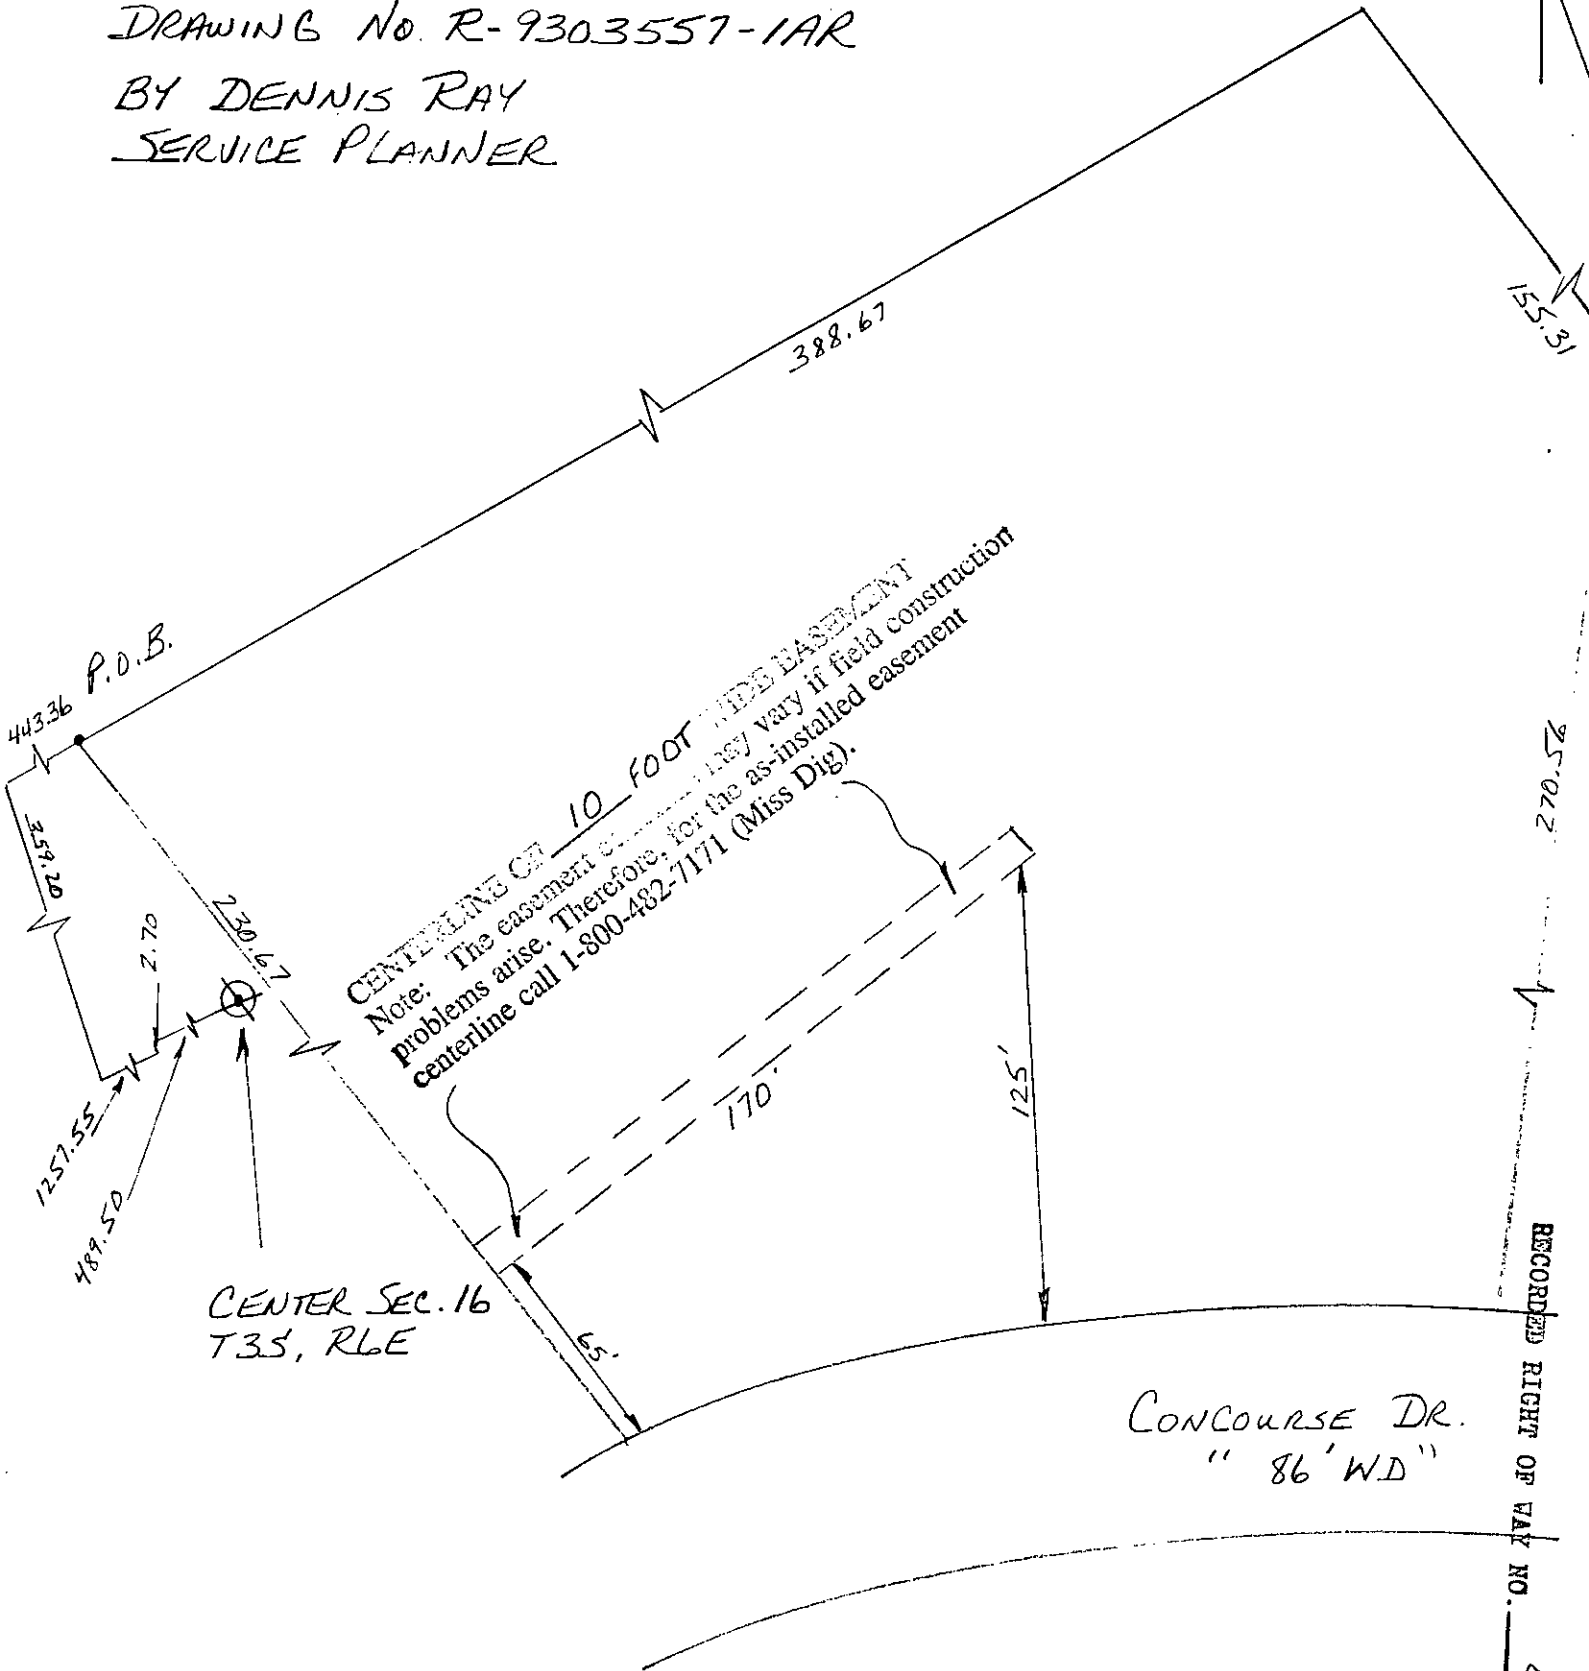 DRAWING No. R-9303557-1AR
BY DENNIS RAY
SERVICE PLANNER
155.31
388.67
443.36 P.O.B.
359.20
2.70
230.67
CENTERLINE OF 10 FOOT WIDE EASEMENT
Note: The easement may vary if field construction
problems arise. Therefore, for the as-installed easement
centerline call 1-800-482-7171 (Miss Dig).
270.56
170'
125'
1257.55
489.50
CENTER SEC. 16
T3S, R6E
65'
CONCOURSE DR.
" 86' WD"
RECORDED RIGHT OF WAY NO.